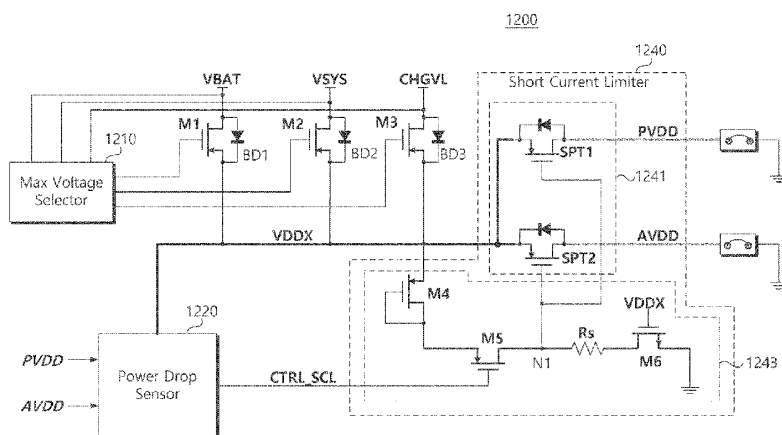 1200
1240
VBAT
VSYS
CHGVL
Short Current Limiter
M1
M2
M3
PVDD
1210
BD1
BD2
BD3
SPT1
1241
Max Voltage
Selector
VDDX
AVDD
SPT2
M4
VDDX
1220
M5
Rs
PVDD
Power Drop
Sensor
CTRL_SCL
N1
M6
1243
AVDD